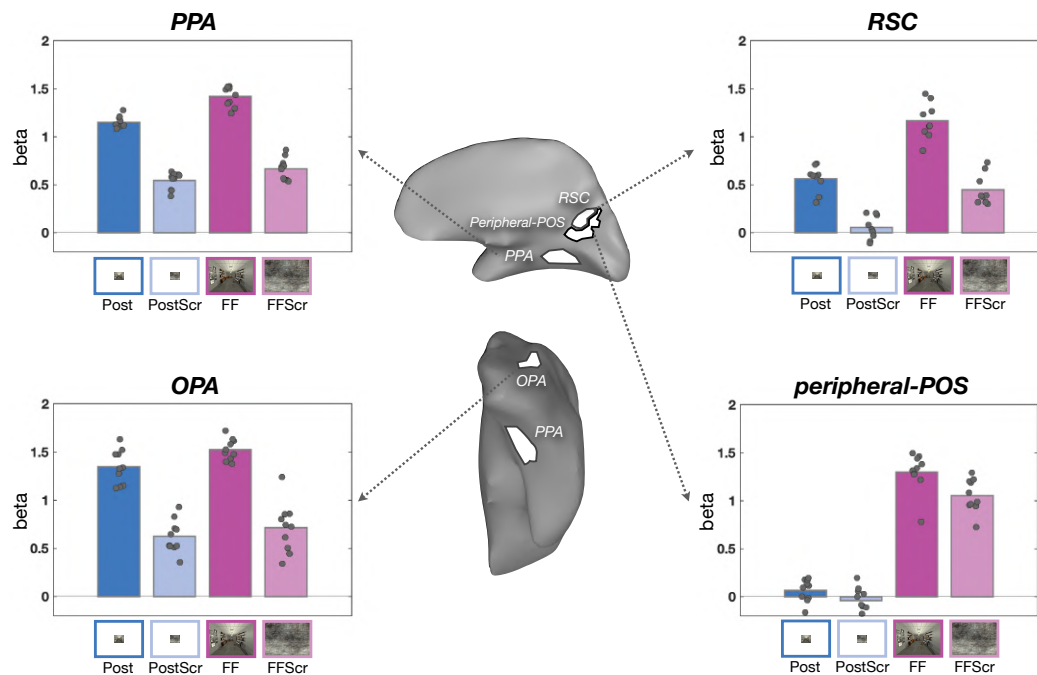 PPA
2
1.5
1
0.5
0
beta
Post
PostScr
FF
FFScr
RSC
2
1.5
1
0.5
0
beta
Post
PostScr
FF
FFScr
RSC
Peripheral-POS
PPA
OPA
PPA
OPA
2
1.5
1
0.5
0
beta
Post
PostScr
FF
FFScr
peripheral-POS
2
1.5
1
0.5
0
beta
Post
PostScr
FF
FFScr